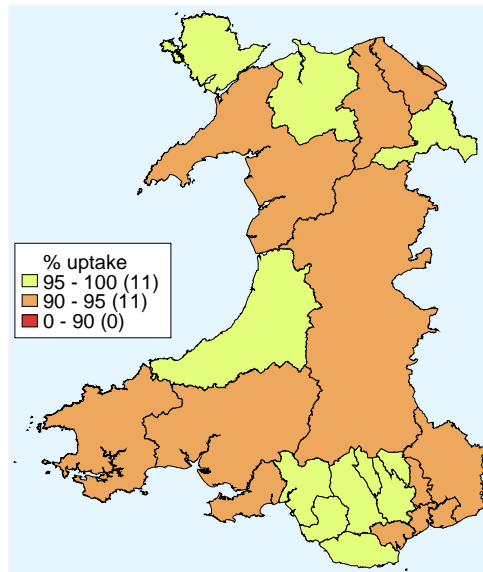 % uptake
95 - 100 (11)
90 - 95 (11)
0 - 90 (0)